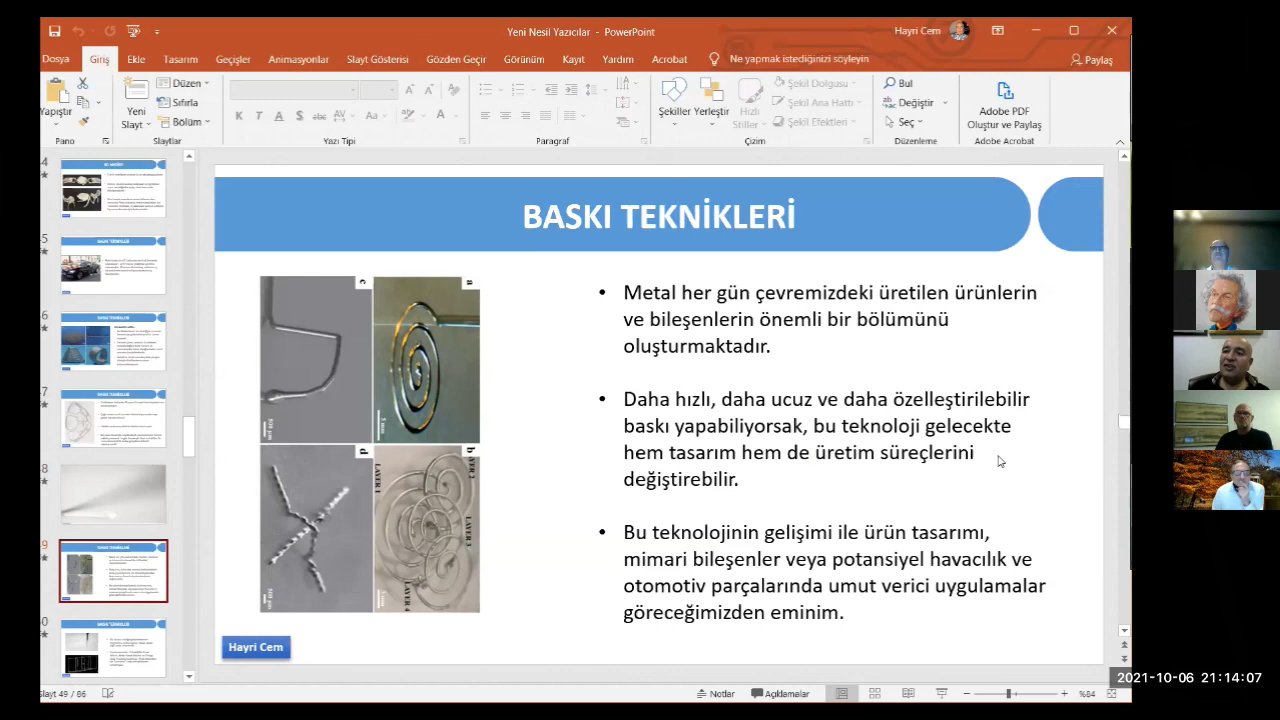 Yeni Nesil Yazıcılar - PowerPoint
Hayri Cem
Dosya Giriş Ekle Tasarım Geçişler Animasyonlar Slayt Gösterisi Gözden Geçir Görünüm Kayıt Yardım Acrobat Ne yapmak istediğinizi söyleyin Paylaş
Yapıştır
Yeni
Slayt
Düzen
Sıfırla
Bölüm
Şekiller Yerleştir Hızlı
Stiller
Şekil Dolgusu
Şekil Ana Hattı
Şekil Efektleri
Bul
Değiştir
Seç
Adobe PDF
Oluştur ve Paylaş
Pano Slaytlar Yazı Tipi Paragraf Çizim Düzenleme Adobe Acrobat
BASKI TEKNİKLERİ
c a
d b
LAYER 1
LAYER 3
• Metal her gün çevremizdeki üretilen ürünlerin
ve bileşenlerin önemli bir bölümünü
oluşturmaktadır.
• Daha hızlı, daha ucuz ve daha özelleştirilebilir
baskı yapabiliyorsak, bu teknoloji gelecekte
hem tasarım hem de üretim süreçlerini
değiştirebilir.
• Bu teknolojinin gelişimi ile ürün tasarımı,
mimari bileşenler veya potansiyel havacılık ve
otomotiv parçalarında umut verici uygulamalar
göreceğimizden eminim.
Hayri Cem
Slayt 49 / 86
Notlar Açıklamalar
%84
2021-10-06 21:14:07